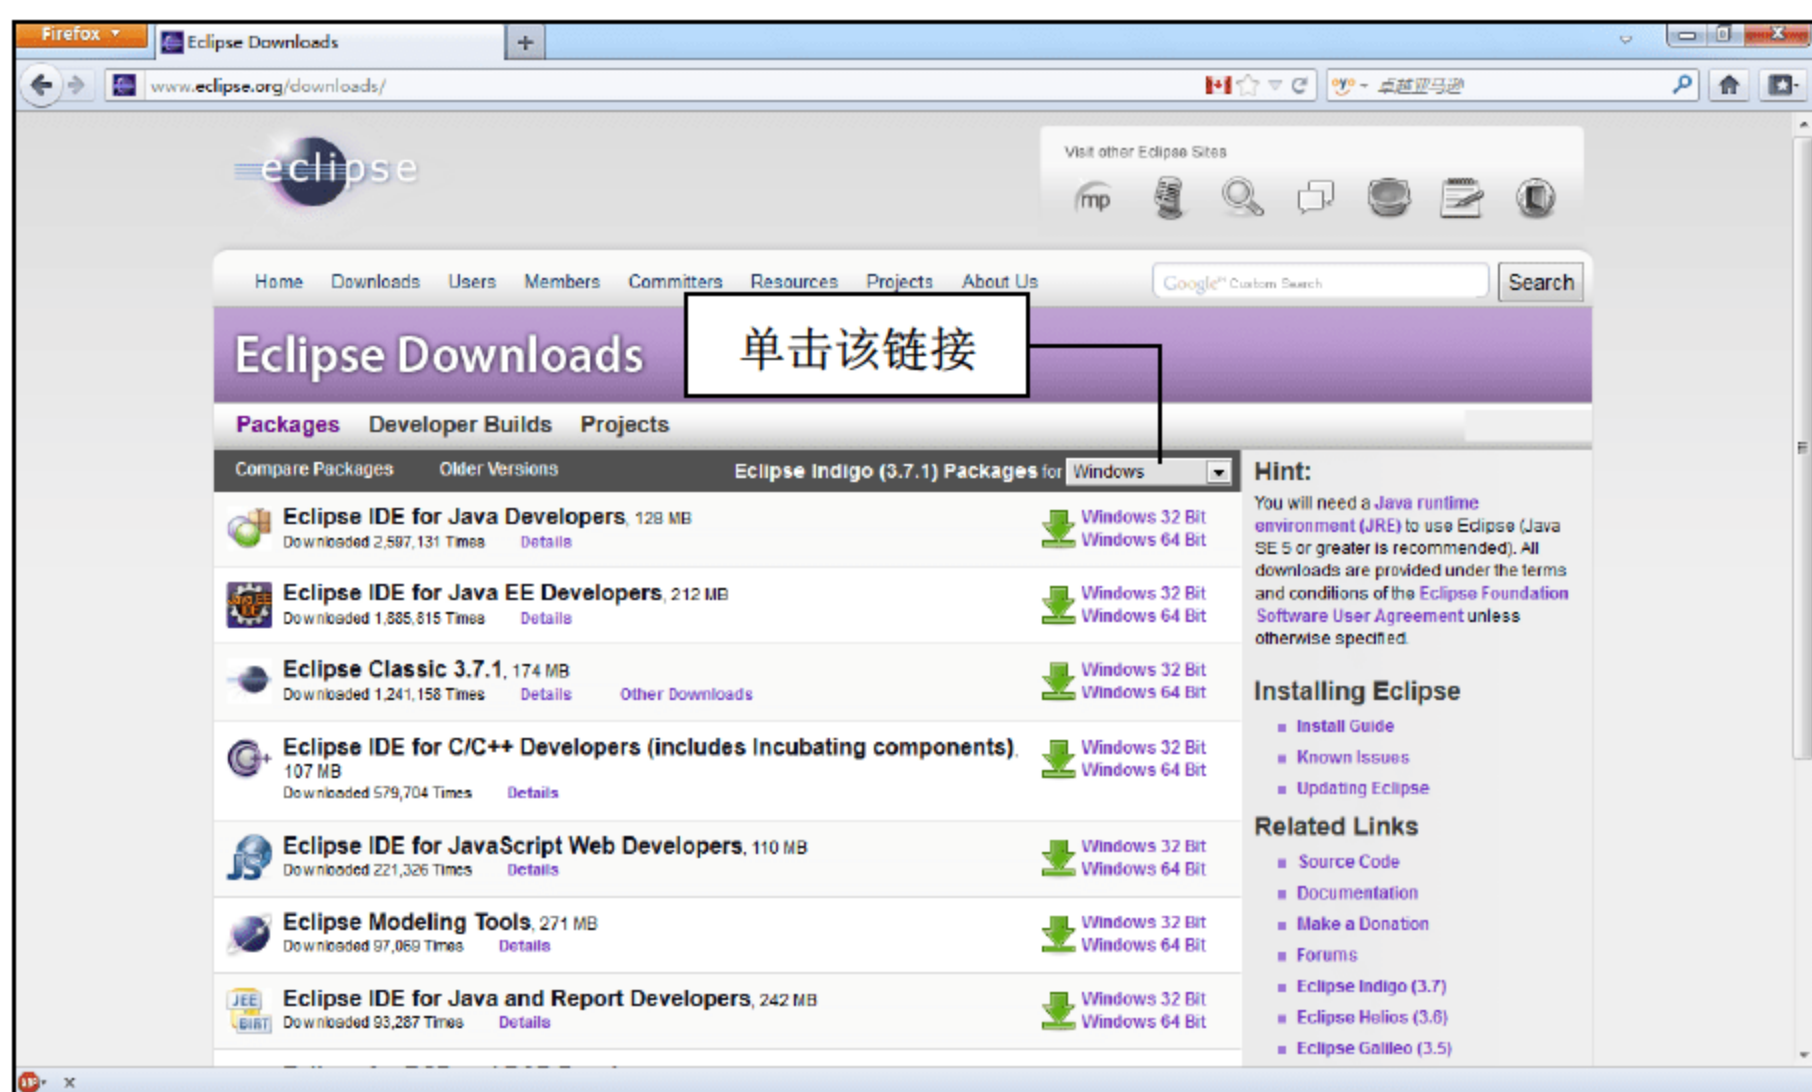 Firefox
Eclipse Downloads
www.eclipse.org/downloads/
卓越亚马逊
eclipse
Visit other Eclipse Sites
mp
Home Downloads Users Members Committers Resources Projects About Us
Google™ Custom Search
Search
Eclipse Downloads
单击该链接
Packages Developer Builds Projects
Compare Packages Older Versions Eclipse Indigo (3.7.1) Packages for Windows
Eclipse IDE for Java Developers, 128 MB
Downloaded 2,597,131 Times Details
Windows 32 Bit
Windows 64 Bit
Eclipse IDE for Java EE Developers, 212 MB
Downloaded 1,885,815 Times Details
Windows 32 Bit
Windows 64 Bit
Eclipse Classic 3.7.1, 174 MB
Downloaded 1,241,158 Times Details Other Downloads
Windows 32 Bit
Windows 64 Bit
Eclipse IDE for C/C++ Developers (includes Incubating components),
107 MB
Downloaded 579,704 Times Details
Windows 32 Bit
Windows 64 Bit
Eclipse IDE for JavaScript Web Developers, 110 MB
Downloaded 221,326 Times Details
Windows 32 Bit
Windows 64 Bit
Eclipse Modeling Tools, 271 MB
Downloaded 97,069 Times Details
Windows 32 Bit
Windows 64 Bit
Eclipse IDE for Java and Report Developers, 242 MB
Downloaded 93,287 Times Details
Windows 32 Bit
Windows 64 Bit
Hint:
You will need a Java runtime
environment (JRE) to use Eclipse (Java
SE 5 or greater is recommended). All
downloads are provided under the terms
and conditions of the Eclipse Foundation
Software User Agreement unless
otherwise specified.
Installing Eclipse
Install Guide
Known Issues
Updating Eclipse
Related Links
Source Code
Documentation
Make a Donation
Forums
Eclipse Indigo (3.7)
Eclipse Helios (3.6)
Eclipse Galileo (3.5)